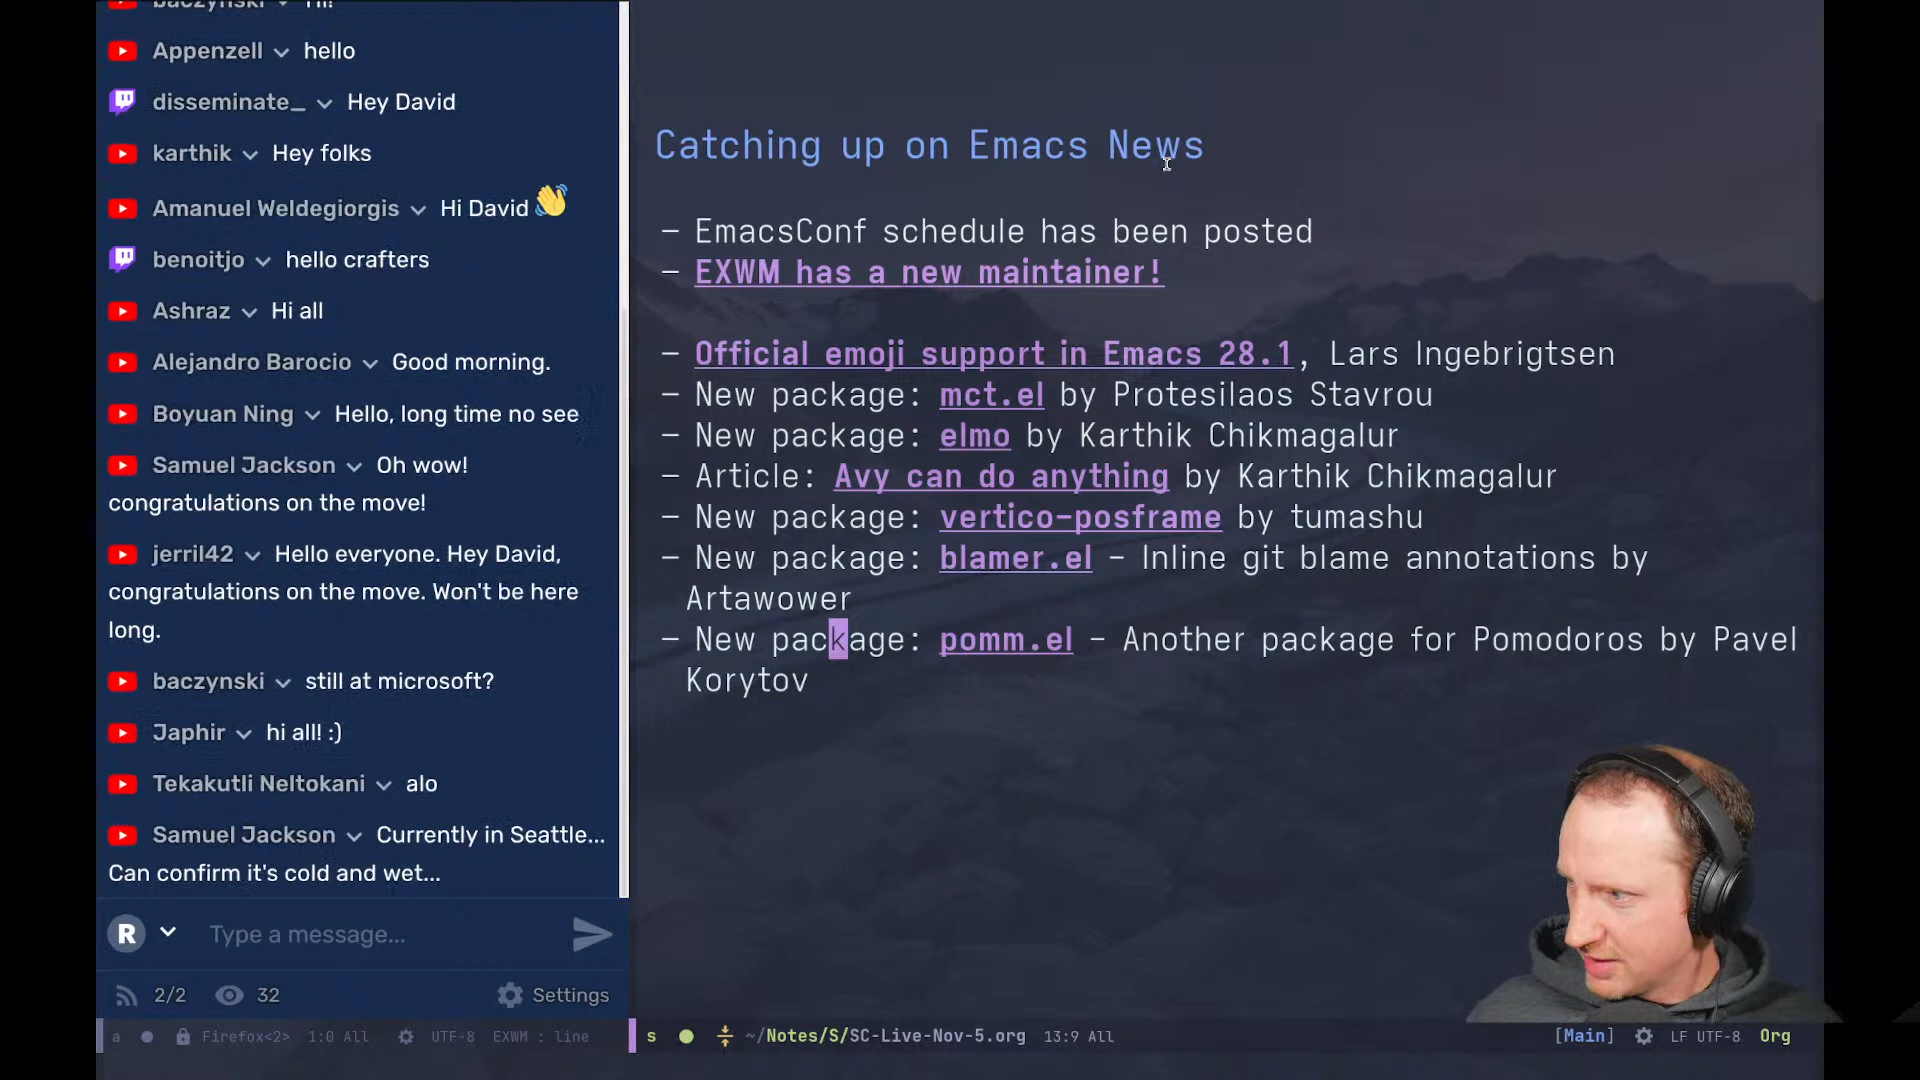 baczynski Hi!
Appenzell hello
disseminate_ Hey David
karthik Hey folks
Amanuel Weldegiorgis Hi David 👋
benoitjo hello crafters
Ashraz Hi all
Alejandro Barocio Good morning.
Boyuan Ning Hello, long time no see
Samuel Jackson Oh wow!
congratulations on the move!
jerril42 Hello everyone. Hey David,
congratulations on the move. Won't be here
long.
baczynski still at microsoft?
Japhir hi all! :)
Tekakutli Neltokani alo
Samuel Jackson Currently in Seattle...
Can confirm it's cold and wet...
R Type a message...
2/2 32 Settings
a Firefox<2> 1:0 All UTF-8 EXWM : line
Catching up on Emacs News
- EmacsConf schedule has been posted
- EXWM has a new maintainer!
- Official emoji support in Emacs 28.1, Lars Ingebrigtsen
- New package: mct.el by Protesilaos Stavrou
- New package: elmo by Karthik Chikmagalur
- Article: Avy can do anything by Karthik Chikmagalur
- New package: vertico-posframe by tumashu
- New package: blamer.el - Inline git blame annotations by
Artawower
- New package: pomm.el - Another package for Pomodoros by Pavel
Korytov
s ~/Notes/S/SC-Live-Nov-5.org 13:9 All [Main] LF UTF-8 Org